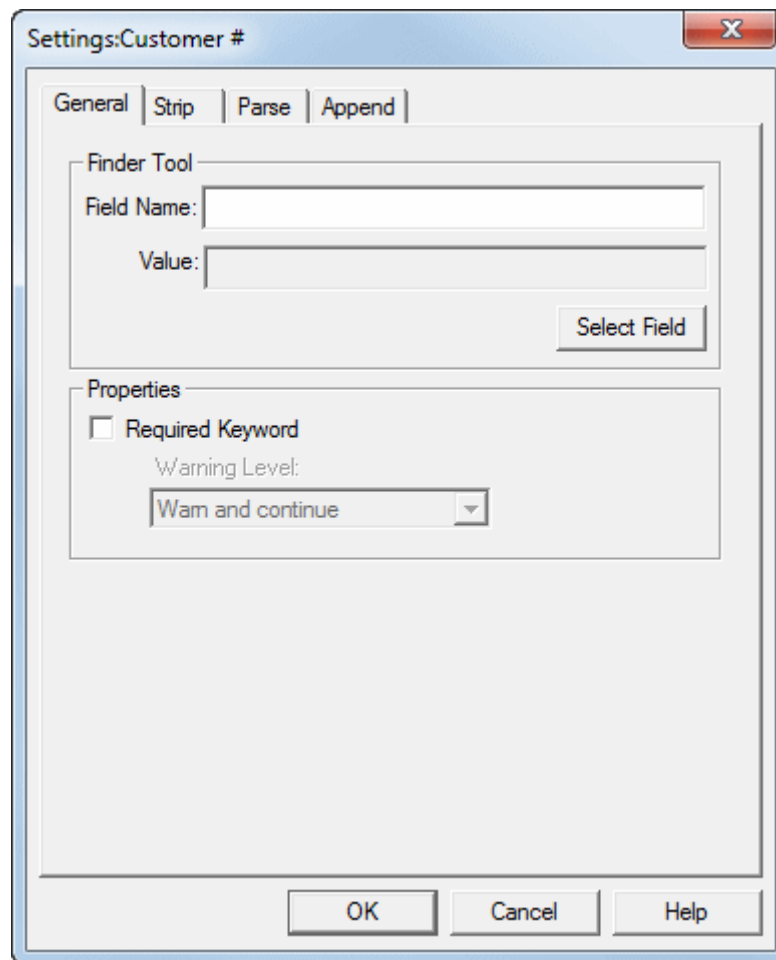 Settings:Customer #
General Strip Parse Append
Finder Tool
Field Name:
Value:
Select Field
Properties
Required Keyword
Warning Level:
Warn and continue
OK Cancel Help